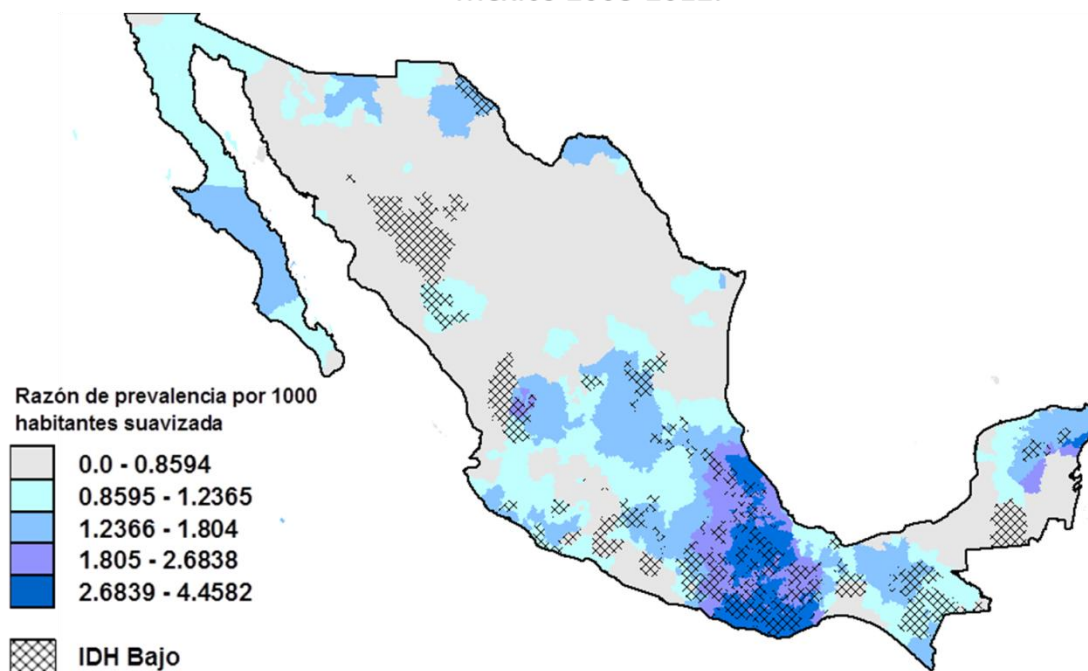 Razón de prevalencia por 1000
habitantes suavizada
0.0 - 0.8594
0.8595 - 1.2365
1.2366 - 1.804
1.805 - 2.6838
2.6839 - 4.4582
IDH Bajo